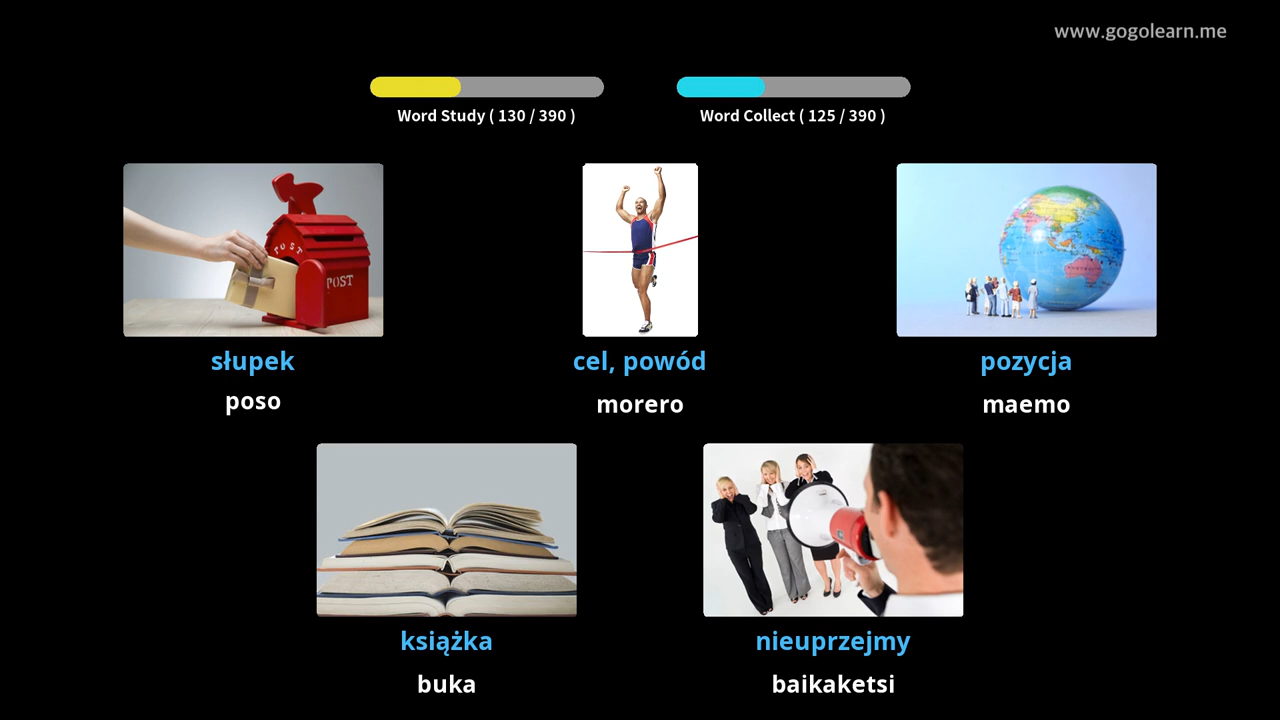 www.gogolearn.me
Word Study ( 130 / 390 )
Word Collect ( 125 / 390 )
POST
POST
słupek
cel, powód
pozycja
poso
morero
maemo
książka
nieuprzejmy
buka
baikaketsi